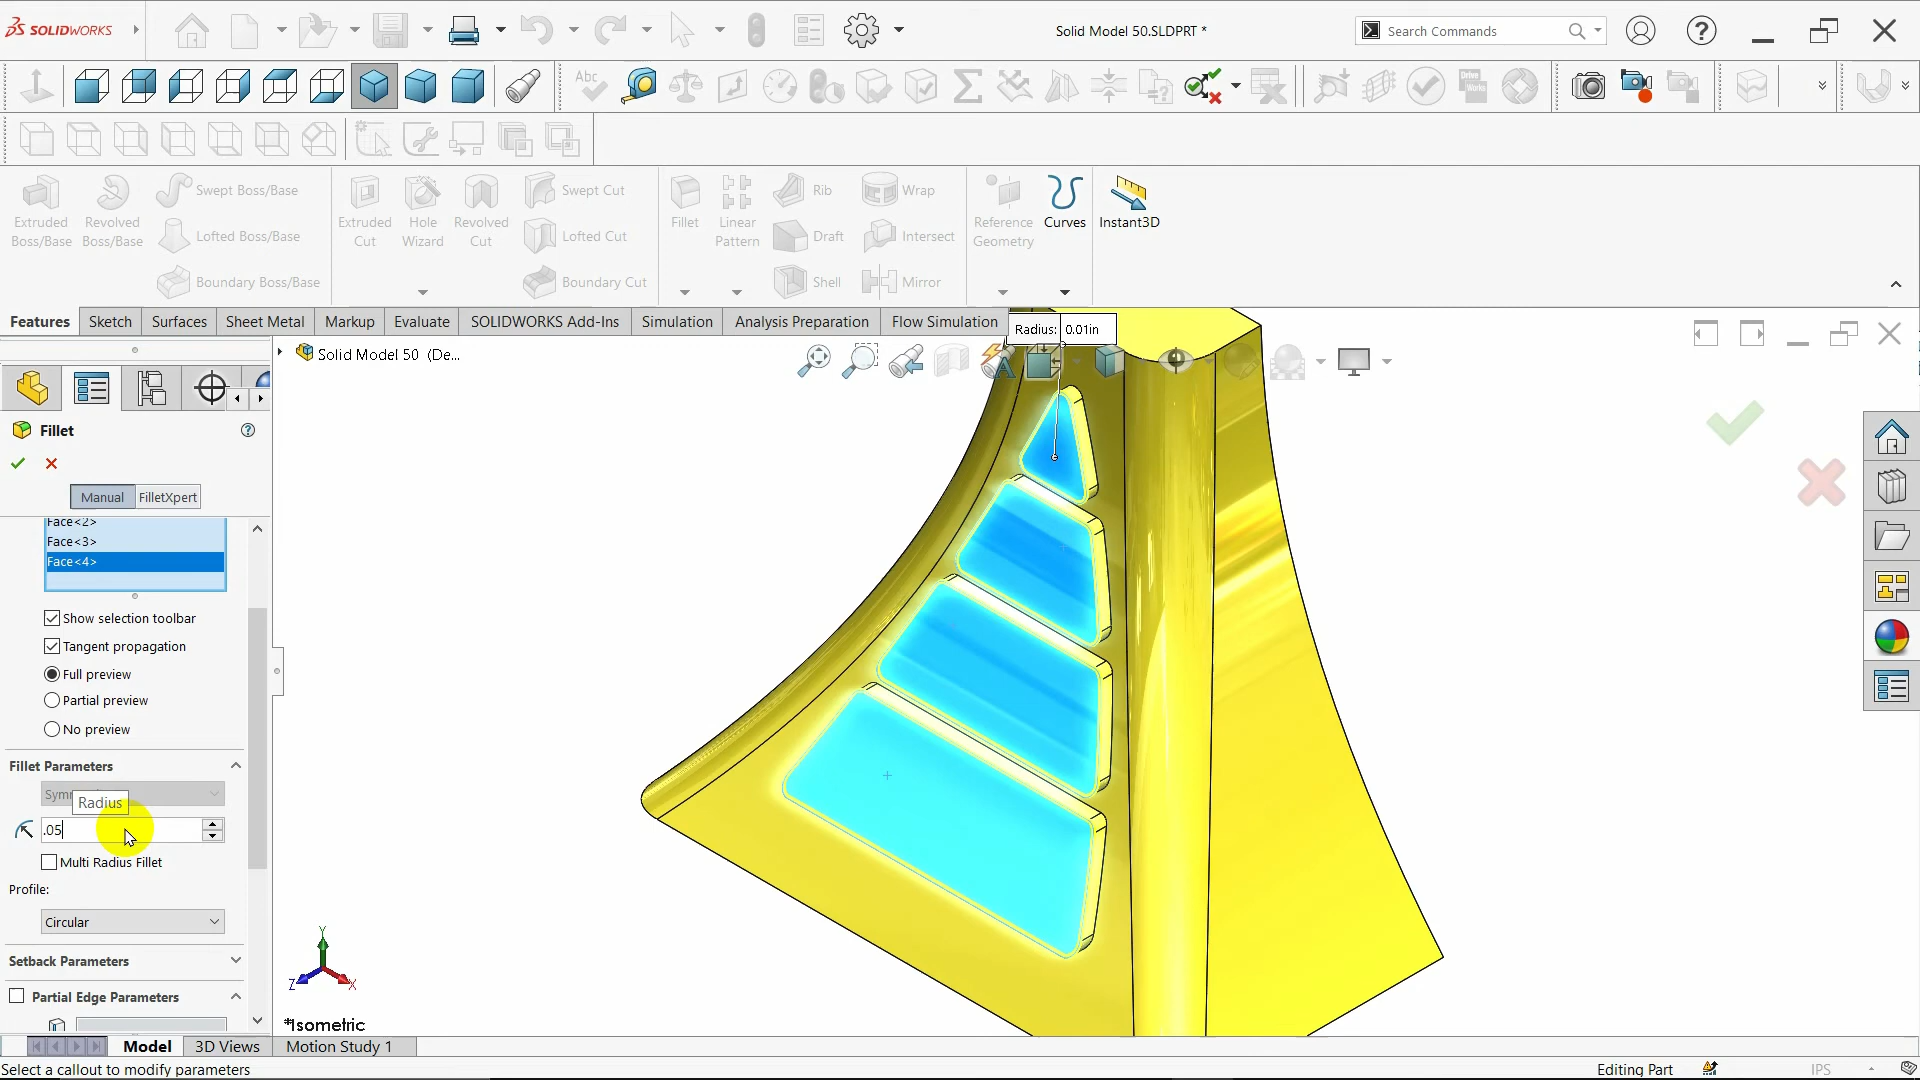 SOLIDWORKS
Solid Model 50.SLDPRT *
Search Commands
Abc
Drive
Works
Extruded Boss/Base
Revolved Boss/Base
Swept Boss/Base
Lofted Boss/Base
Boundary Boss/Base
Extruded Cut
Hole Wizard
Revolved Cut
Swept Cut
Lofted Cut
Boundary Cut
Fillet
Linear Pattern
Rib
Draft
Shell
Wrap
Intersect
Mirror
Reference Geometry
Curves
Instant3D
Features
Sketch
Surfaces
Sheet Metal
Markup
Evaluate
SOLIDWORKS Add-Ins
Simulation
Analysis Preparation
Flow Simulation
Radius: 0.01in
Solid Model 50 (De...
Fillet
Manual
FilletXpert
Face<2>
Face<3>
Face<4>
Show selection toolbar
Tangent propagation
Full preview
Partial preview
No preview
Fillet Parameters
Radius
.05
Multi Radius Fillet
Profile:
Circular
Setback Parameters
Partial Edge Parameters
Y
Z
X
*Isometric
Model
3D Views
Motion Study 1
Select a callout to modify parameters
Editing Part
IPS